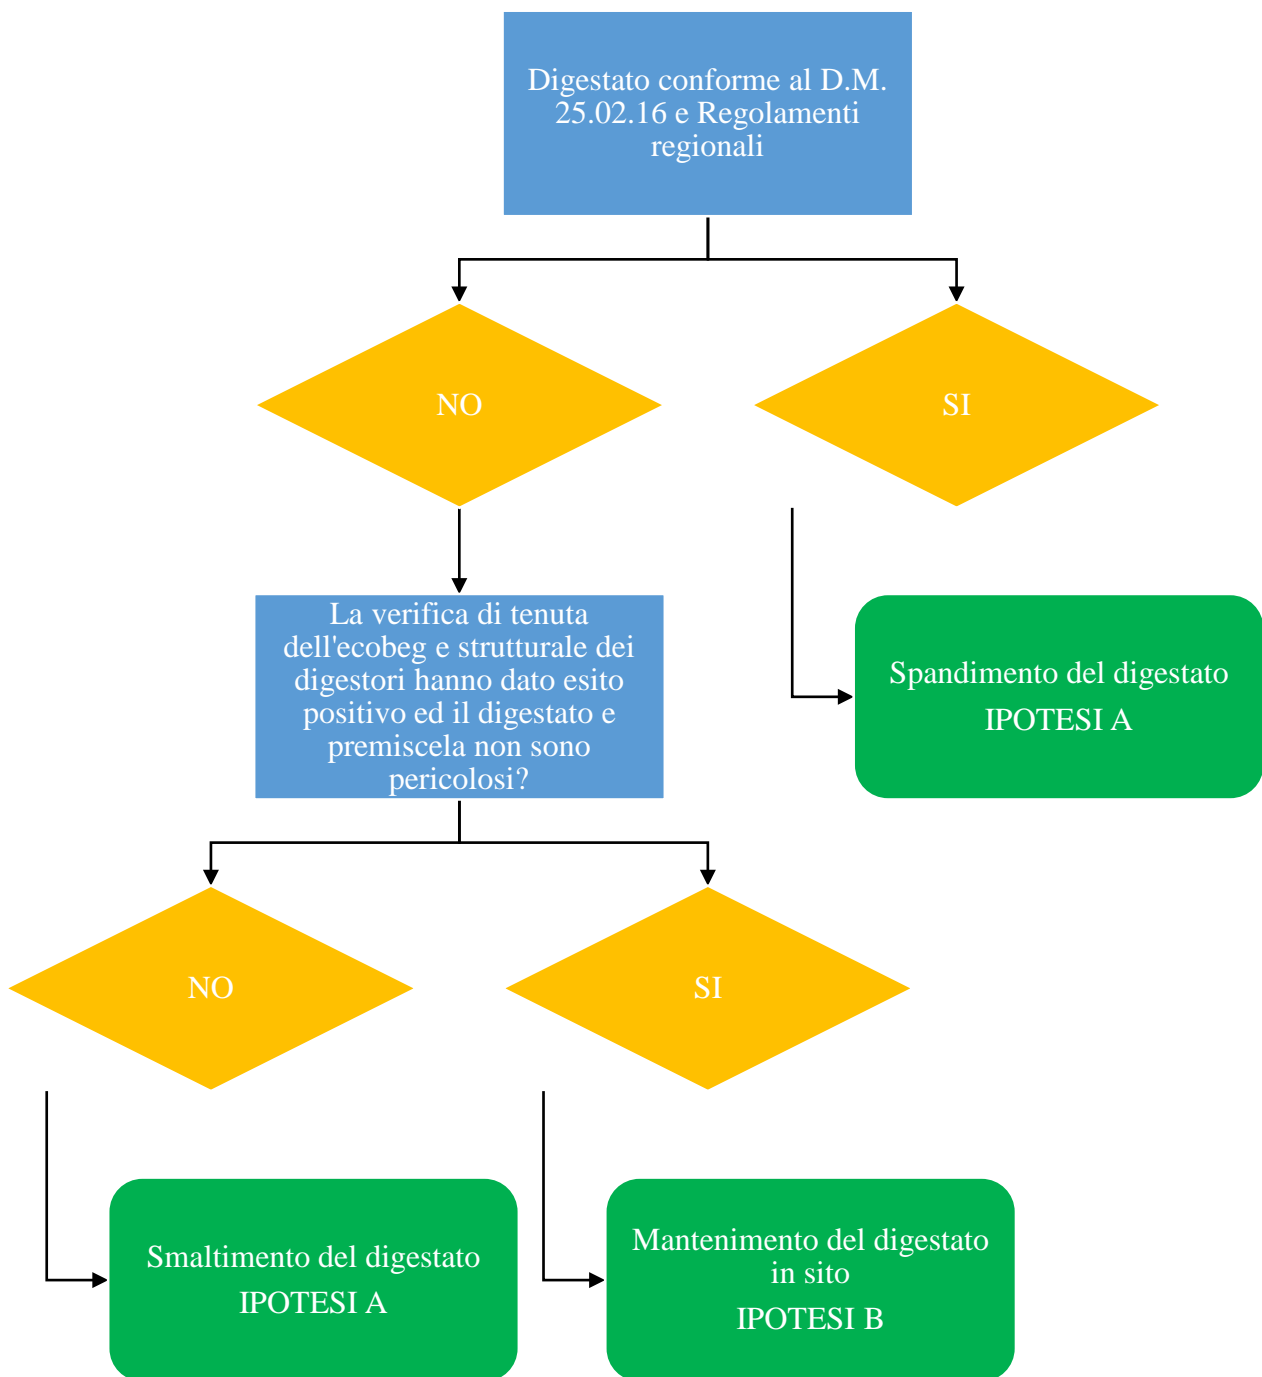 Digestato conforme al D.M.
25.02.16 e Regolamenti
regionali
NO
SI
La verifica di tenuta
dell'ecobeg e strutturale dei
digestori hanno dato esito
positivo ed il digestato e
premiscela non sono
pericolosi?
Spandimento del digestato
IPOTESI A
NO
SI
Smaltimento del digestato
IPOTESI A
Mantenimento del digestato
in sito
IPOTESI B